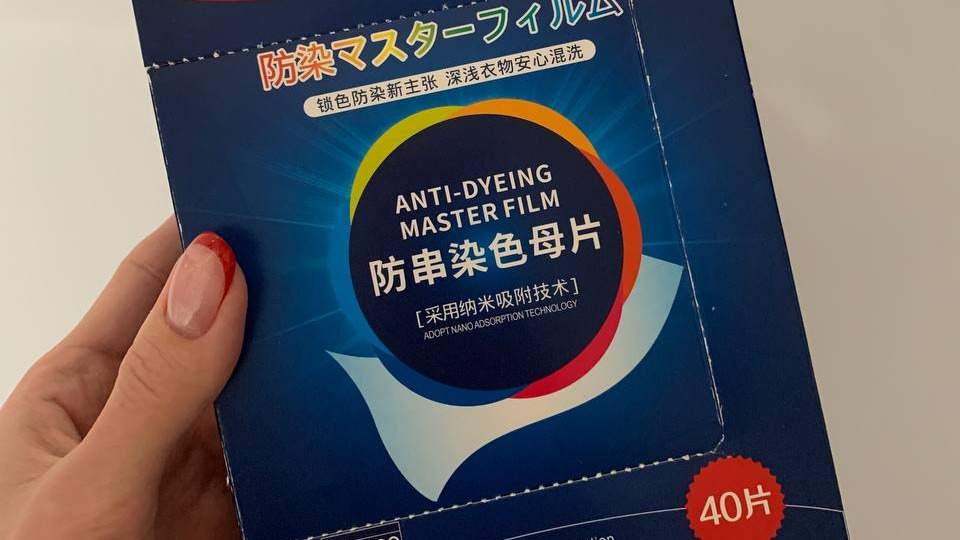 防染マスターフィルム
锁色防染新主张 深浅衣物安心混洗
ANTI-DYEING
MASTER FILM
防串染色母片
[采用纳米吸附技术]
ADOPT NANO ADSORPTION TECHNOLOGY
40片